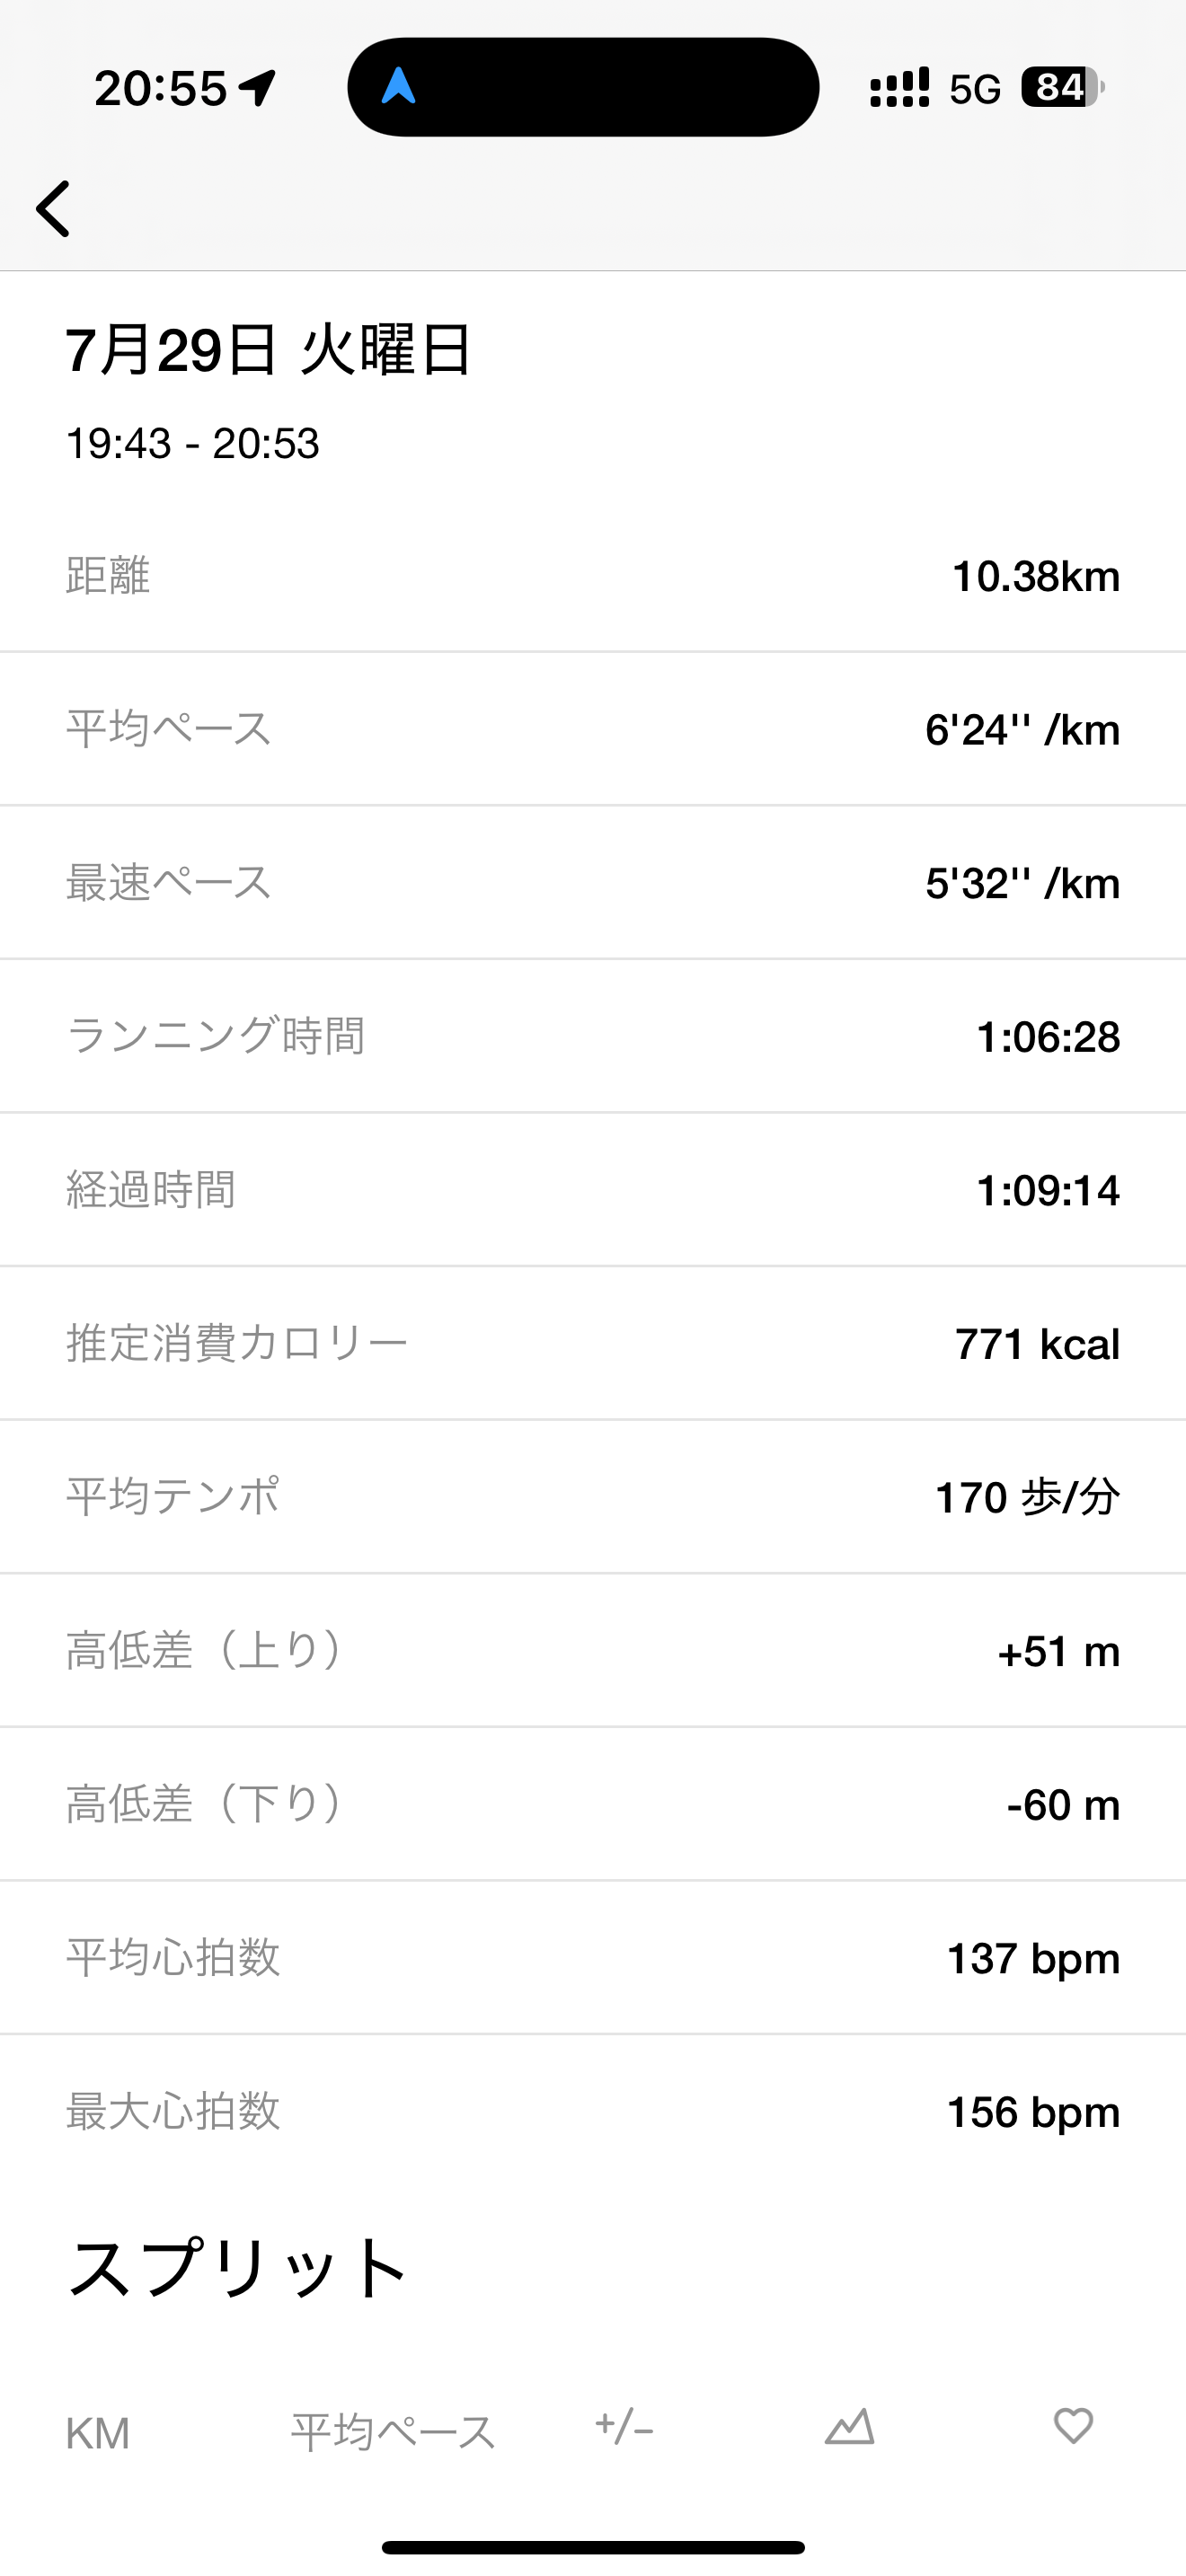 20:55
5G
84
7月29日 火曜日
19:43 - 20:53
距離 10.38km
平均ペース 6'24'' /km
最速ペース 5'32'' /km
ランニング時間 1:06:28
経過時間 1:09:14
推定消費カロリー 771 kcal
平均テンポ 170 歩/分
高低差（上り） +51 m
高低差（下り） -60 m
平均心拍数 137 bpm
最大心拍数 156 bpm
スプリット
KM 平均ペース +/-